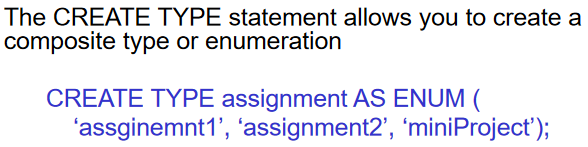 The CREATE TYPE statement allows you to create a
composite type or enumeration
CREATE TYPE assignment AS ENUM (
‘assginemnt1’, ‘assignment2’, ‘miniProject’);